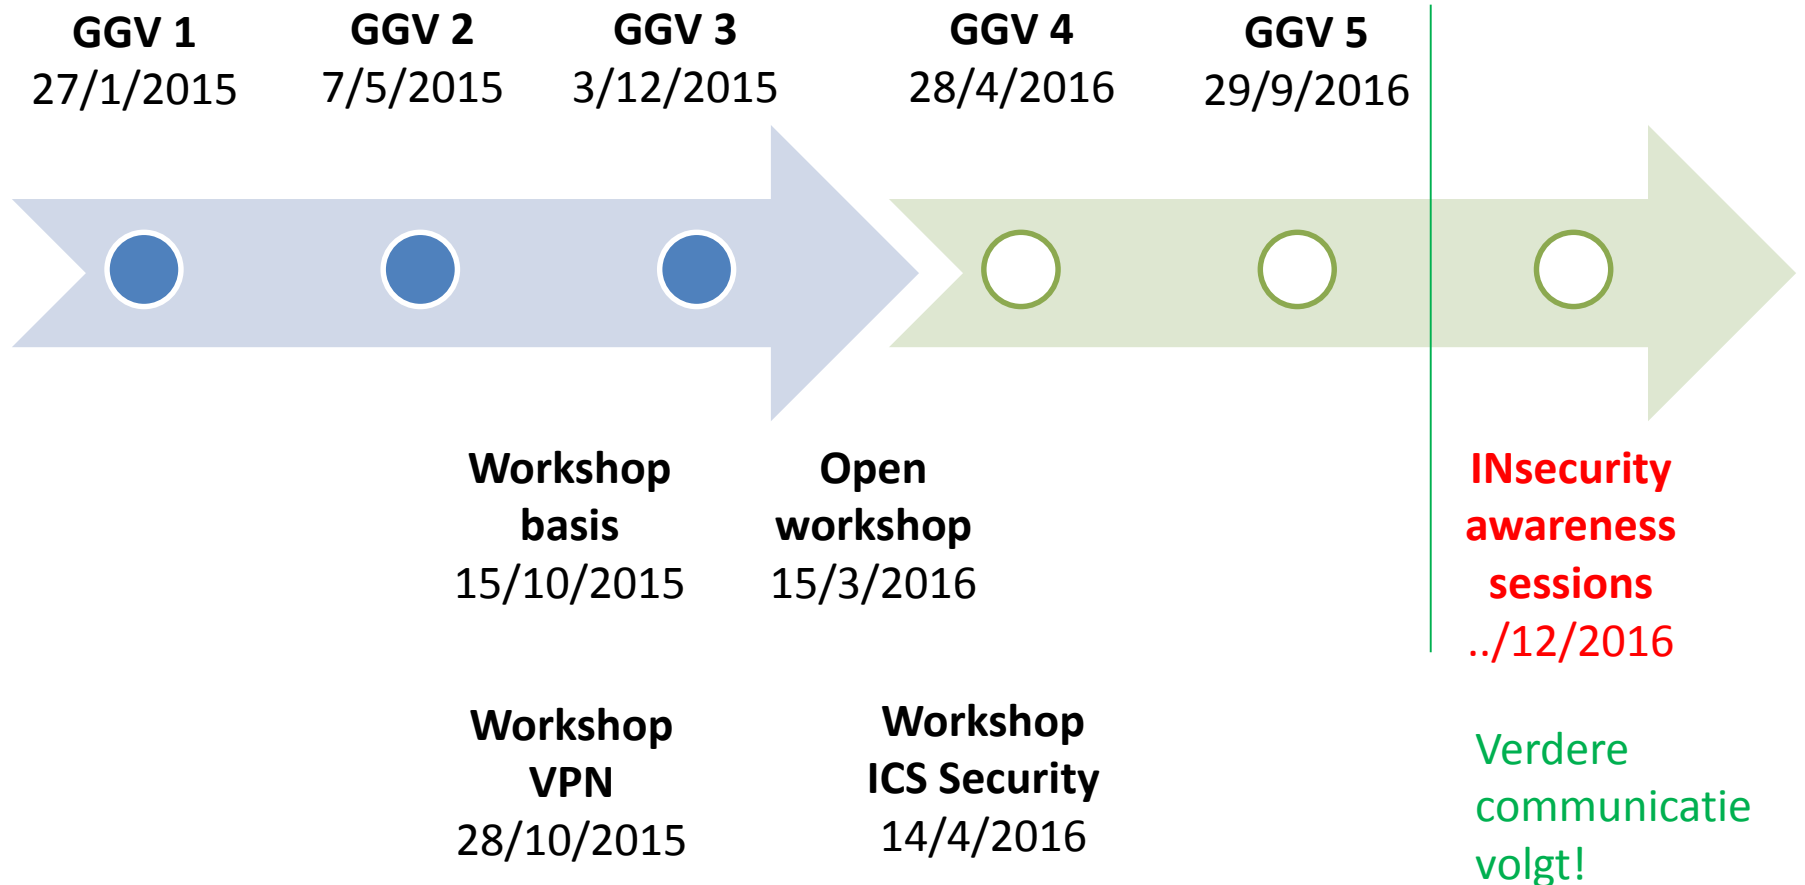 GGV 1
27/1/2015
GGV 2
7/5/2015
GGV 3
3/12/2015
GGV 4
28/4/2016
GGV 5
29/9/2016
Workshop
basis
15/10/2015
Open
workshop
15/3/2016
INsecurity
awareness
sessions
../12/2016
Workshop
VPN
28/10/2015
Workshop
ICS Security
14/4/2016
Verdere
communicatie
volgt!